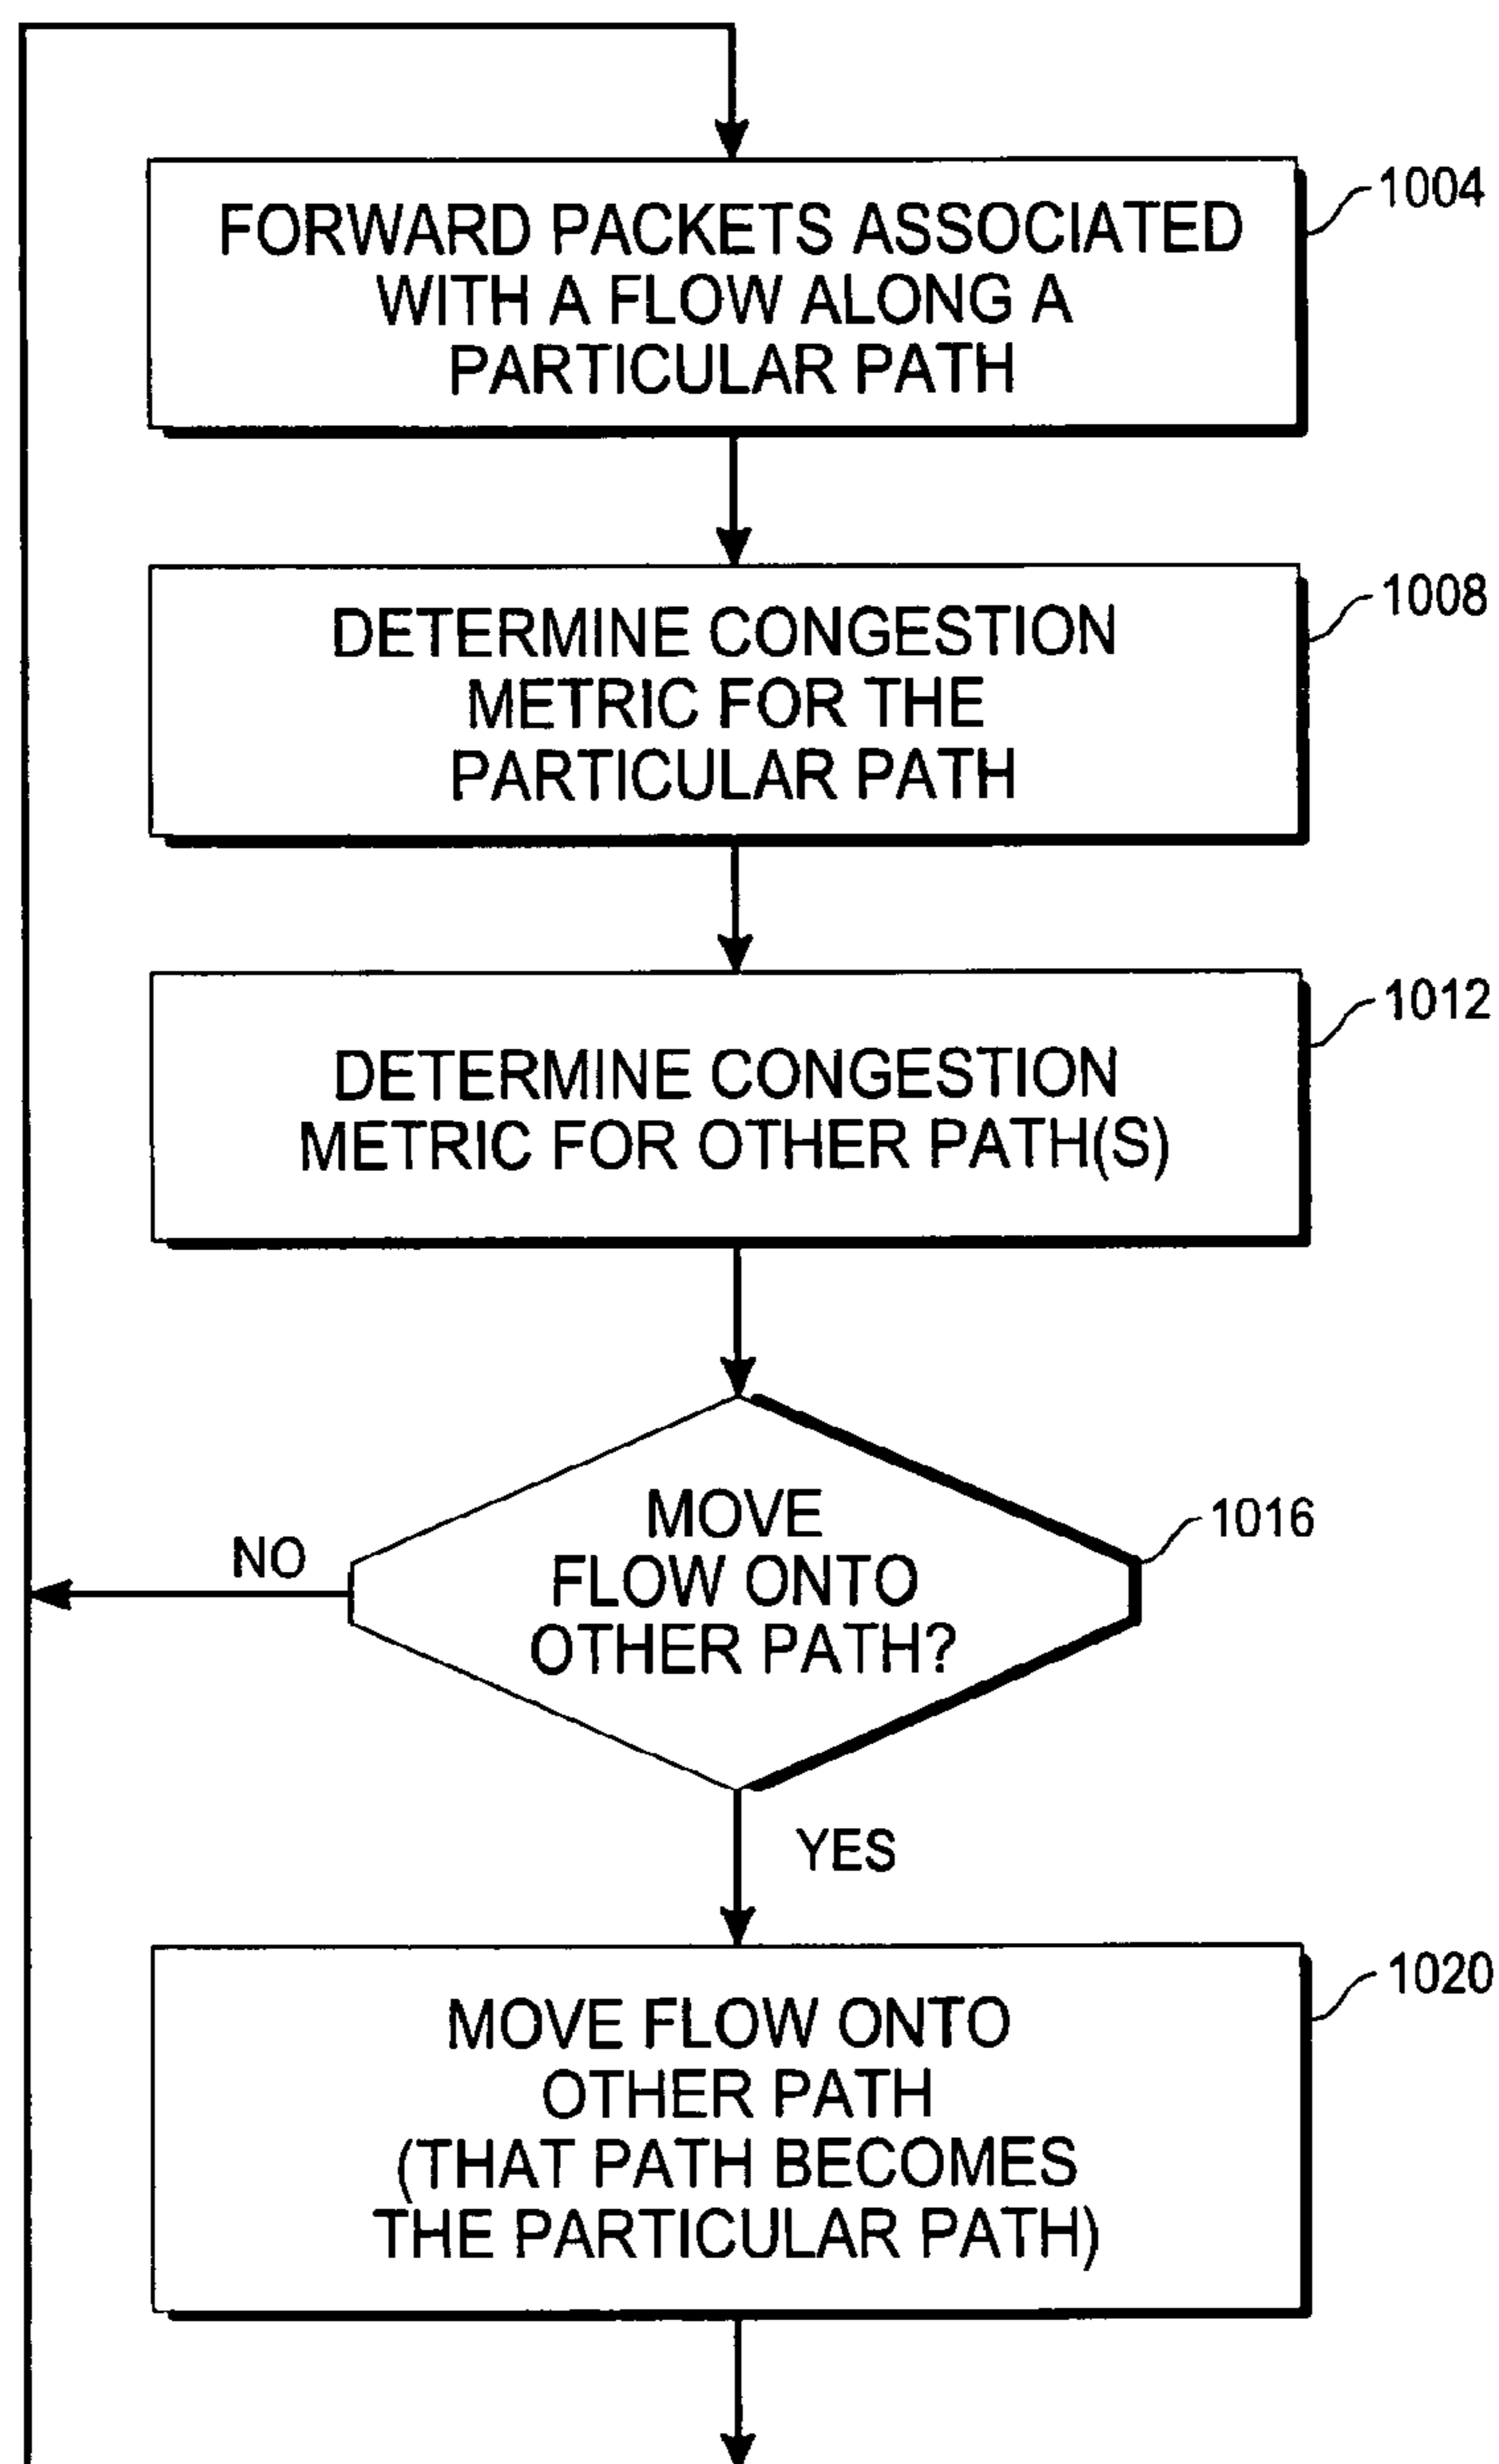 FORWARD PACKETS ASSOCIATED
WITH A FLOW ALONG A
PARTICULAR PATH
1004
DETERMINE CONGESTION
METRIC FOR THE
PARTICULAR PATH
1008
DETERMINE CONGESTION
METRIC FOR OTHER PATH(S)
1012
MOVE
FLOW ONTO
OTHER PATH?
1016
NO
YES
MOVE FLOW ONTO
OTHER PATH
(THAT PATH BECOMES
THE PARTICULAR PATH)
1020